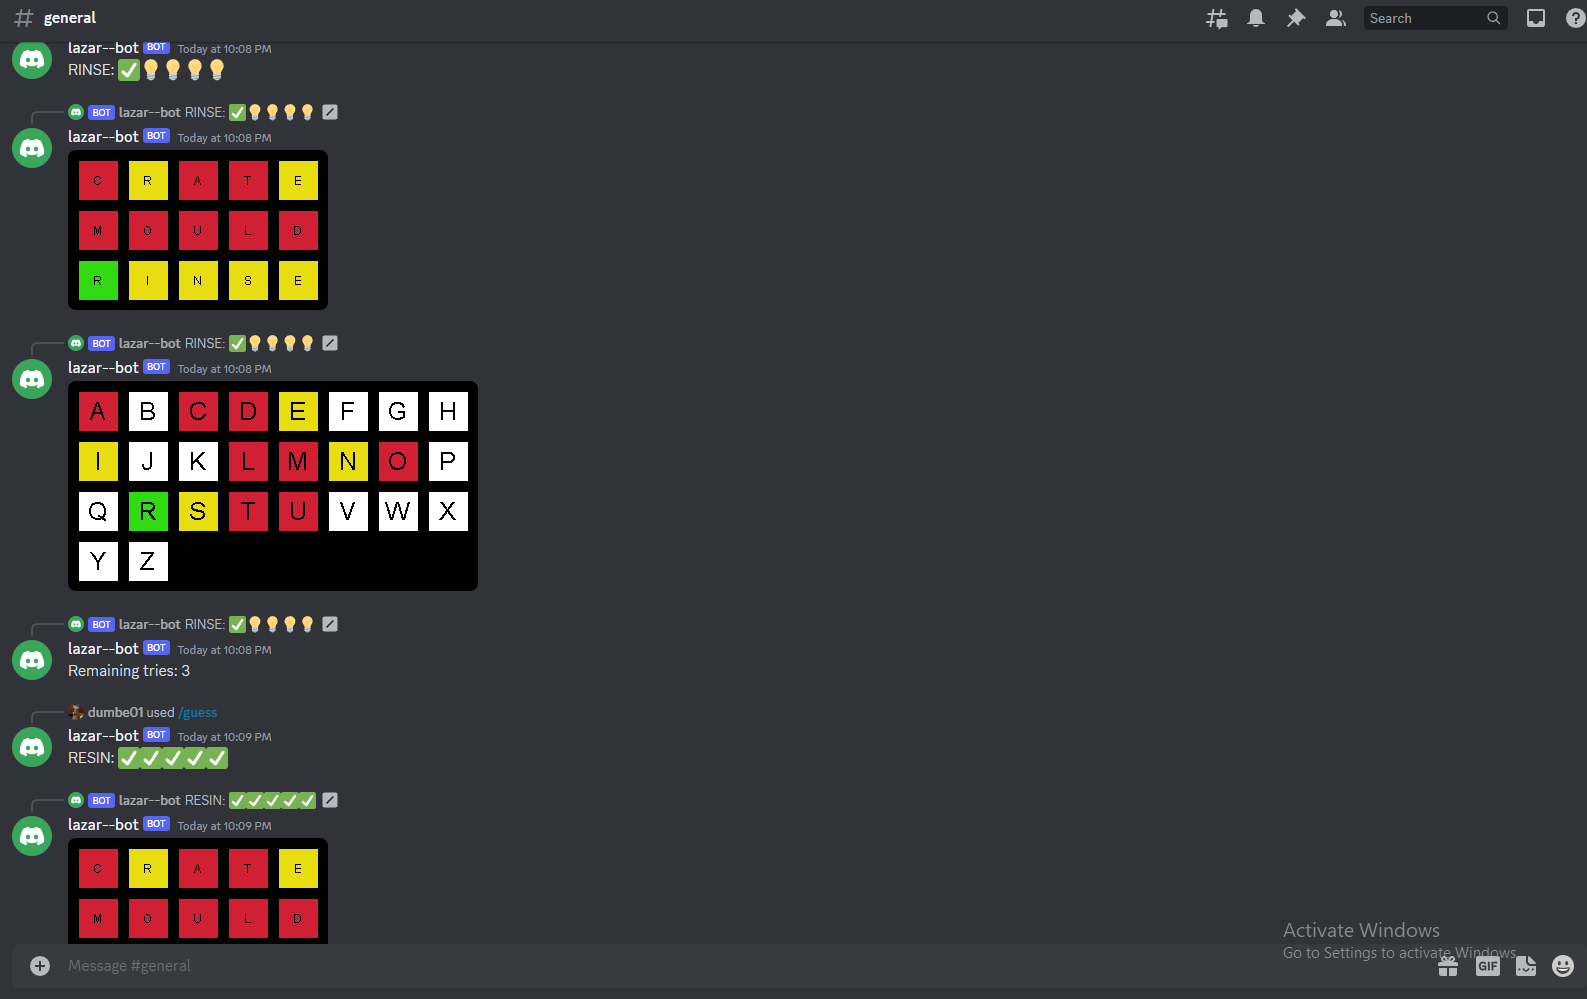 general
Search
lazar--bot BOT Today at 10:08 PM
RINSE:
BOT lazar--bot RINSE:
lazar--bot BOT Today at 10:08 PM
C R A T E
M O U L D
R I N S E
BOT lazar--bot RINSE:
lazar--bot BOT Today at 10:08 PM
A B C D E F G H
I J K L M N O P
Q R S T U V W X
Y Z
BOT lazar--bot RINSE:
lazar--bot BOT Today at 10:08 PM
Remaining tries: 3
dumbe01 used /guess
lazar--bot BOT Today at 10:09 PM
RESIN:
BOT lazar--bot RESIN:
lazar--bot BOT Today at 10:09 PM
C R A T E
M O U L D
Activate Windows
Go to Settings to activate Windows.
Message #general
GIF